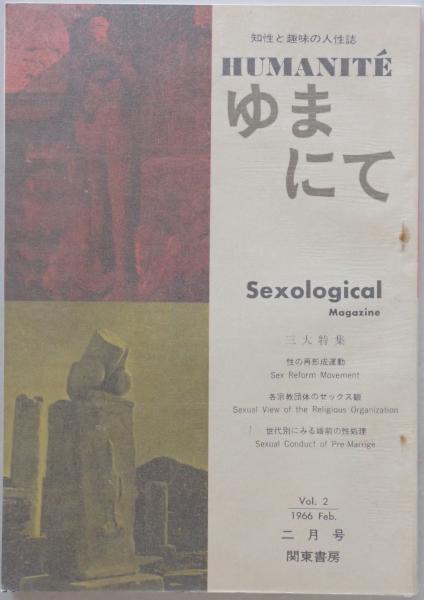 知性と趣味の人性誌
HUMANITÉ
ゆま
にて
Sexological
Magazine
三大特集
性の再形成運動
Sex Reform Movement
各宗教団体のセックス観
Sexual View of the Religious Organization
世代別にみる婚前の性処理
Sexual Conduct of Pre-Marrige
Vol. 2
1966 Feb.
二月号
関東書房